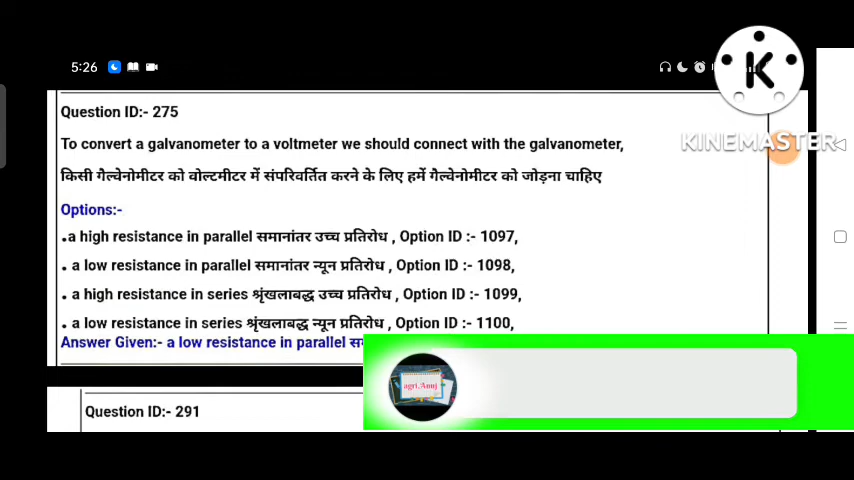 5:26
KINEMASTER
Question ID:- 275
To convert a galvanometer to a voltmeter we should connect with the galvanometer,
किसी गैल्वेनोमीटर को वोल्टमीटर में संपरिवर्तित करने के लिए हमें गैल्वेनोमीटर को जोड़ना चाहिए
Options:-
.a high resistance in parallel समानांतर उच्च प्रतिरोध , Option ID :- 1097,
. a low resistance in parallel समानांतर न्यून प्रतिरोध , Option ID :- 1098,
. a high resistance in series श्रृंखलाबद्ध उच्च प्रतिरोध , Option ID :- 1099,
. a low resistance in series श्रृंखलाबद्ध न्यून प्रतिरोध , Option ID :- 1100,
Answer Given:- a low resistance in parallel
agri.Anuj
Question ID:- 291